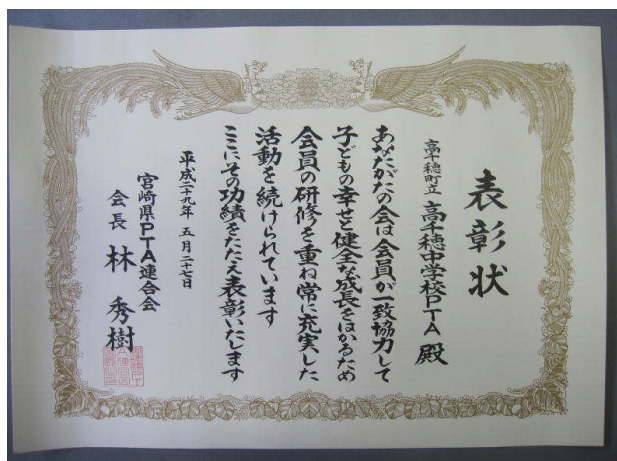 表彰状
高千穂町立 高千穂中学校PTA 殿
あなたがたの会は会員が一致協力して
子どもの幸せと健全な成長をはかるため
会員の研修を重ね常に充実した
活動を続けられています
ここにその功績をたたえ表彰いたします
平成二十九年 五月二十七日
宮崎県PTA連合会
会長 林 秀樹